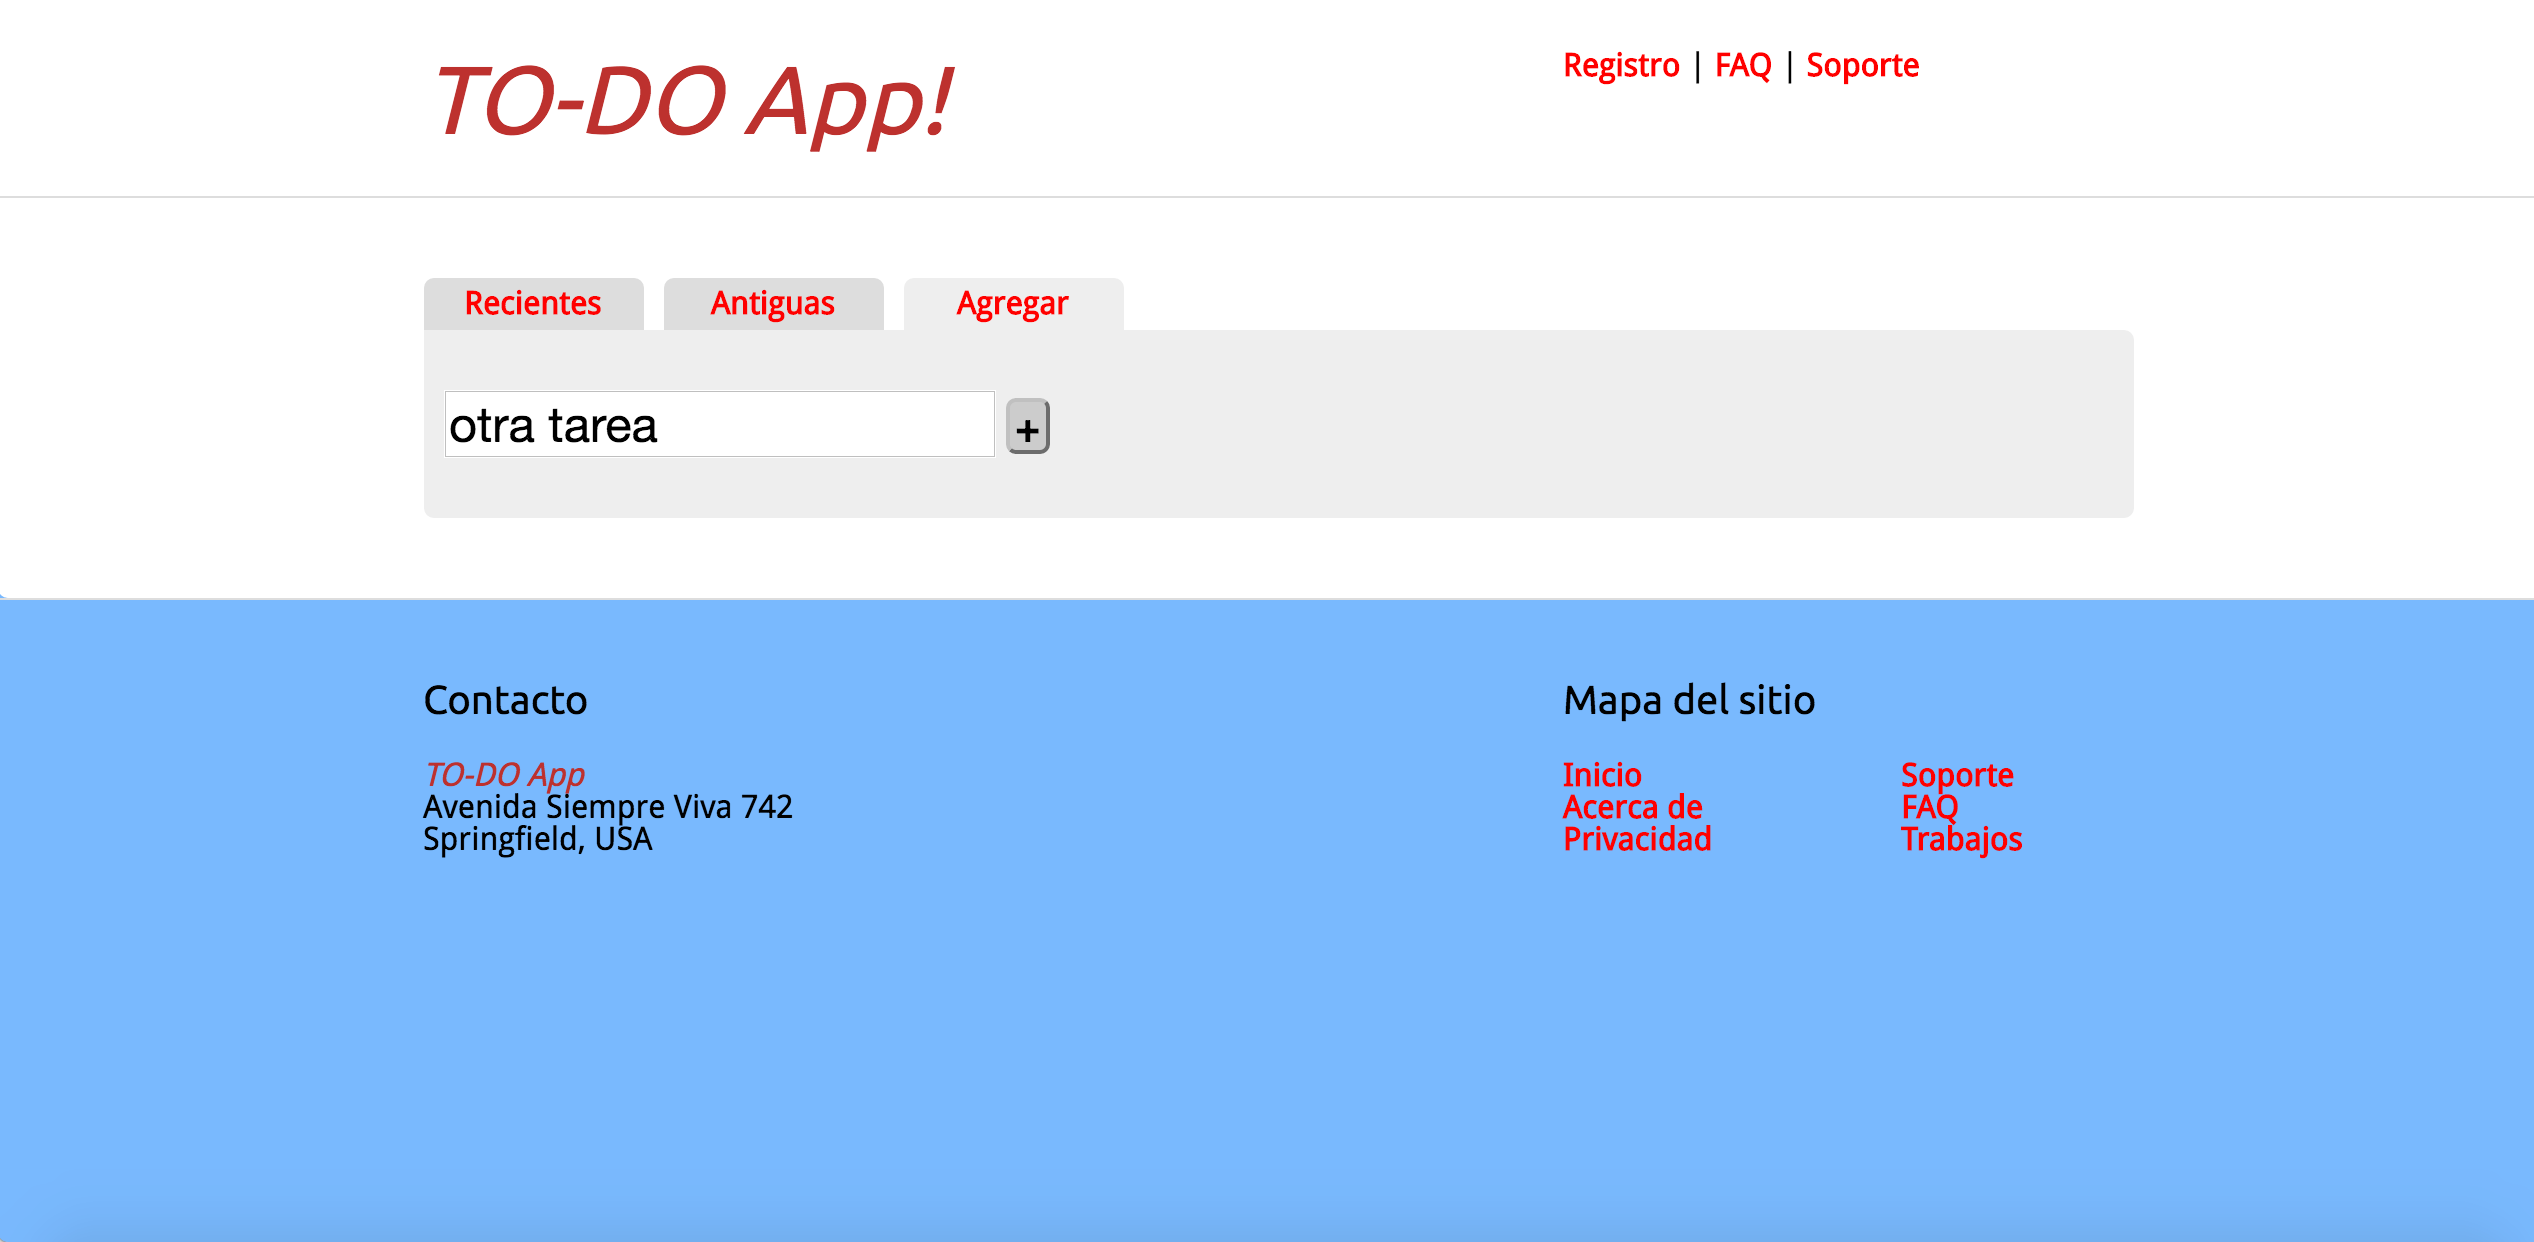 TO-DO App!
Registro | FAQ | Soporte
Recientes
Antiguas
Agregar
otra tarea
+
Contacto
TO-DO App
Avenida Siempre Viva 742
Springfield, USA
Mapa del sitio
Inicio
Acerca de
Privacidad
Soporte
FAQ
Trabajos